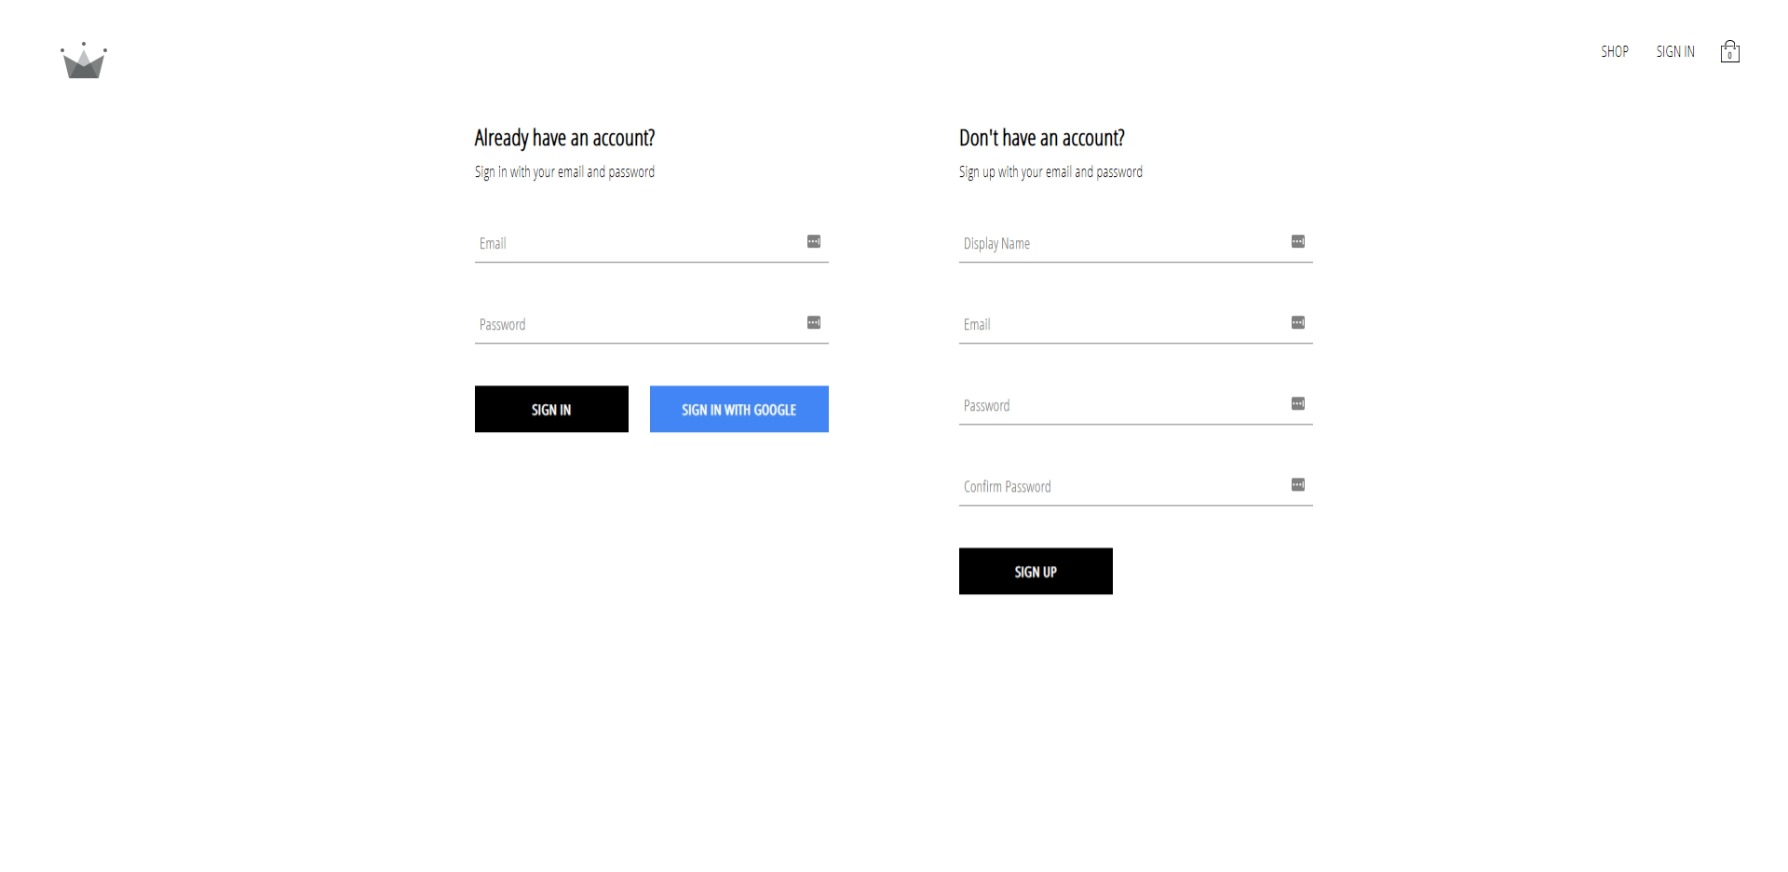 SHOP SIGN IN 0
Already have an account?
Sign in with your email and password
Email
Password
SIGN IN SIGN IN WITH GOOGLE
Don't have an account?
Sign up with your email and password
Display Name
Email
Password
Confirm Password
SIGN UP